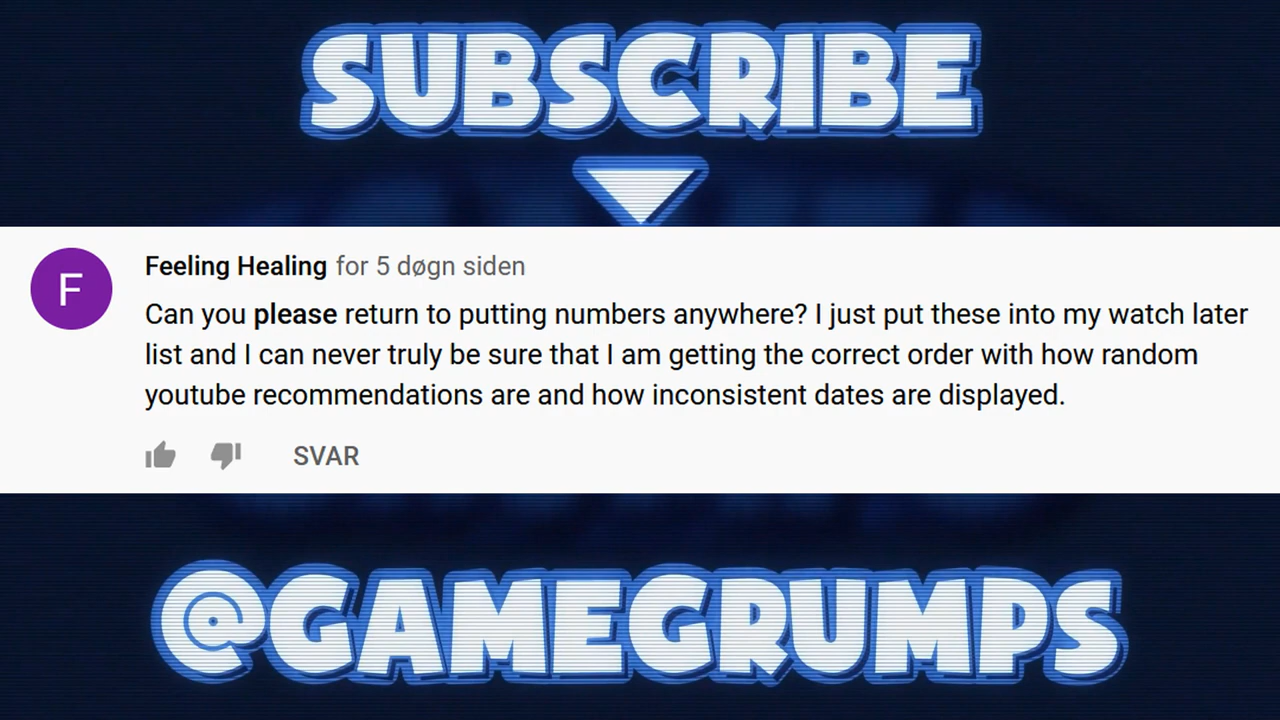 SUBSCRIBE
F
Feeling Healing for 5 døgn siden
Can you please return to putting numbers anywhere? I just put these into my watch later
list and I can never truly be sure that I am getting the correct order with how random
youtube recommendations are and how inconsistent dates are displayed.
SVAR
@GAMEGRUMPS